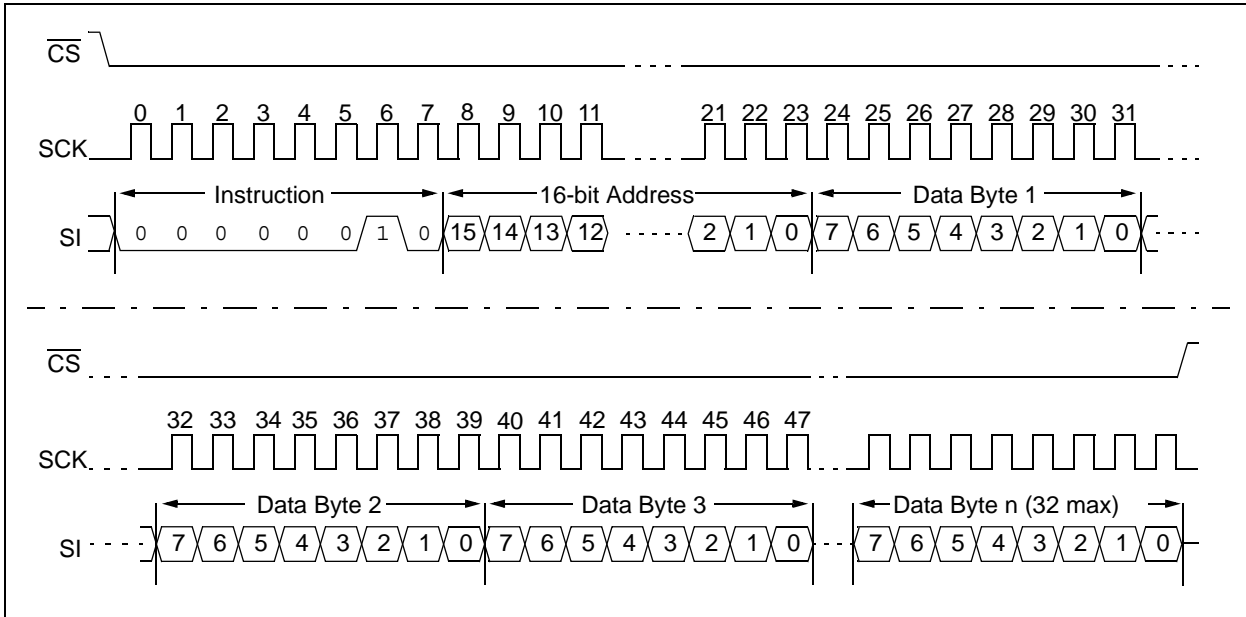 CS
0 1 2 3 4 5 6 7 8 9 10 11 21 22 23 24 25 26 27 28 29 30 31
SCK
Instruction 16-bit Address Data Byte 1
SI 0 0 0 0 0 0 1 0 15 14 13 12 2 1 0 7 6 5 4 3 2 1 0
CS
32 33 34 35 36 37 38 39 40 41 42 43 44 45 46 47
SCK
Data Byte 2 Data Byte 3 Data Byte n (32 max)
SI 7 6 5 4 3 2 1 0 7 6 5 4 3 2 1 0 7 6 5 4 3 2 1 0